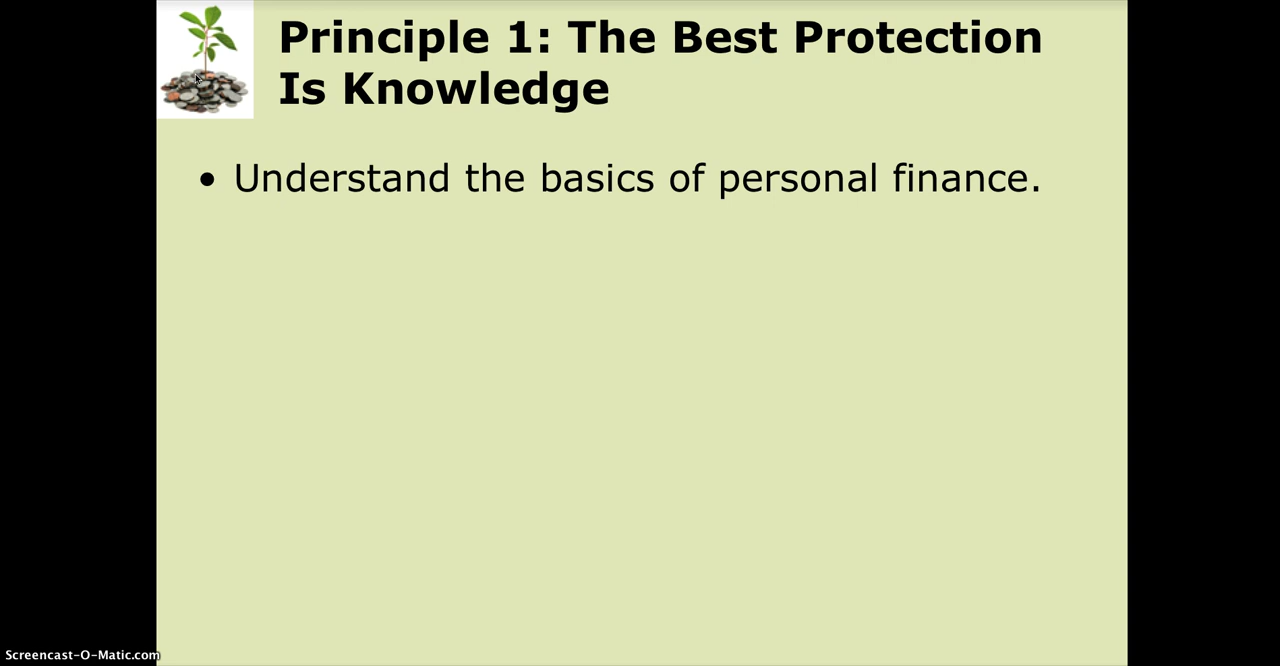 Principle 1: The Best Protection
Is Knowledge
• Understand the basics of personal finance.
Screencast-O-Matic.com